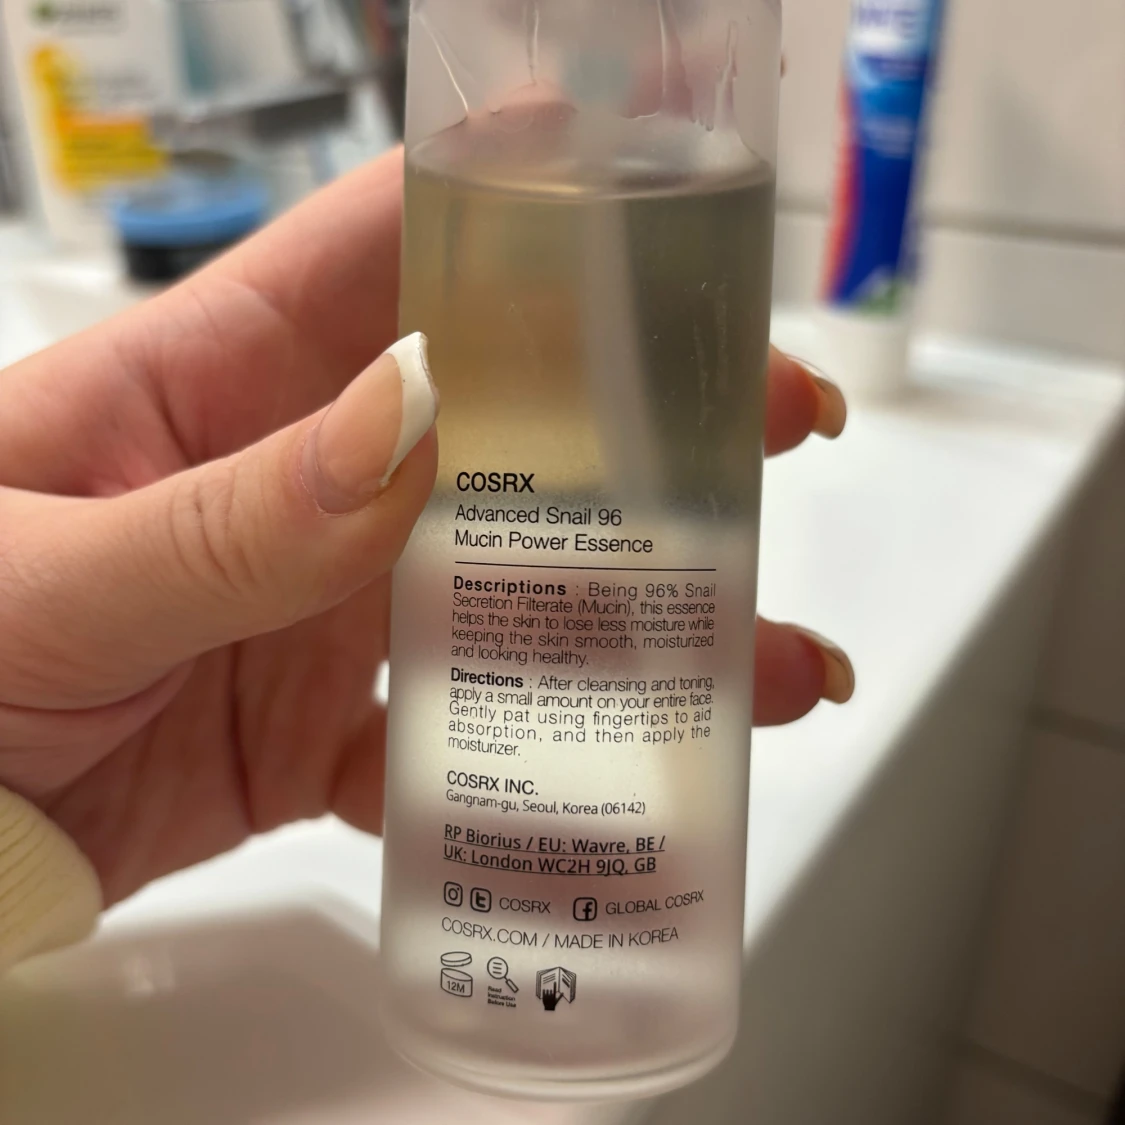 COSRX
Advanced Snail 96
Mucin Power Essence
Descriptions : Being 96% Snail
Secretion Filterate (Mucin), this essence
helps the skin to lose less moisture while
keeping the skin smooth, moisturized
and looking healthy.
Directions : After cleansing and toning,
apply a small amount on your entire face.
Gently pat using fingertips to aid
absorption, and then apply the
moisturizer.
COSRX INC.
Gangnam-gu, Seoul, Korea (06142)
RP Biorius / EU: Wavre, BE /
UK: London WC2H 9JQ, GB
COSRX GLOBAL COSRX
COSRX.COM / MADE IN KOREA
12M
Read
Instruction
Before Use